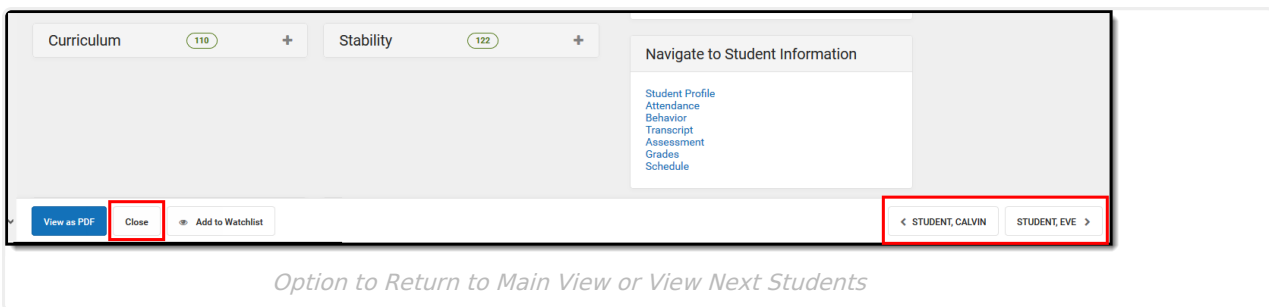 Curriculum 110 +
Stability 122 +
Navigate to Student Information
Student Profile
Attendance
Behavior
Transcript
Assessment
Grades
Schedule
View as PDF Close Add to Watchlist < STUDENT, CALVIN STUDENT, EVE >
Option to Return to Main View or View Next Students